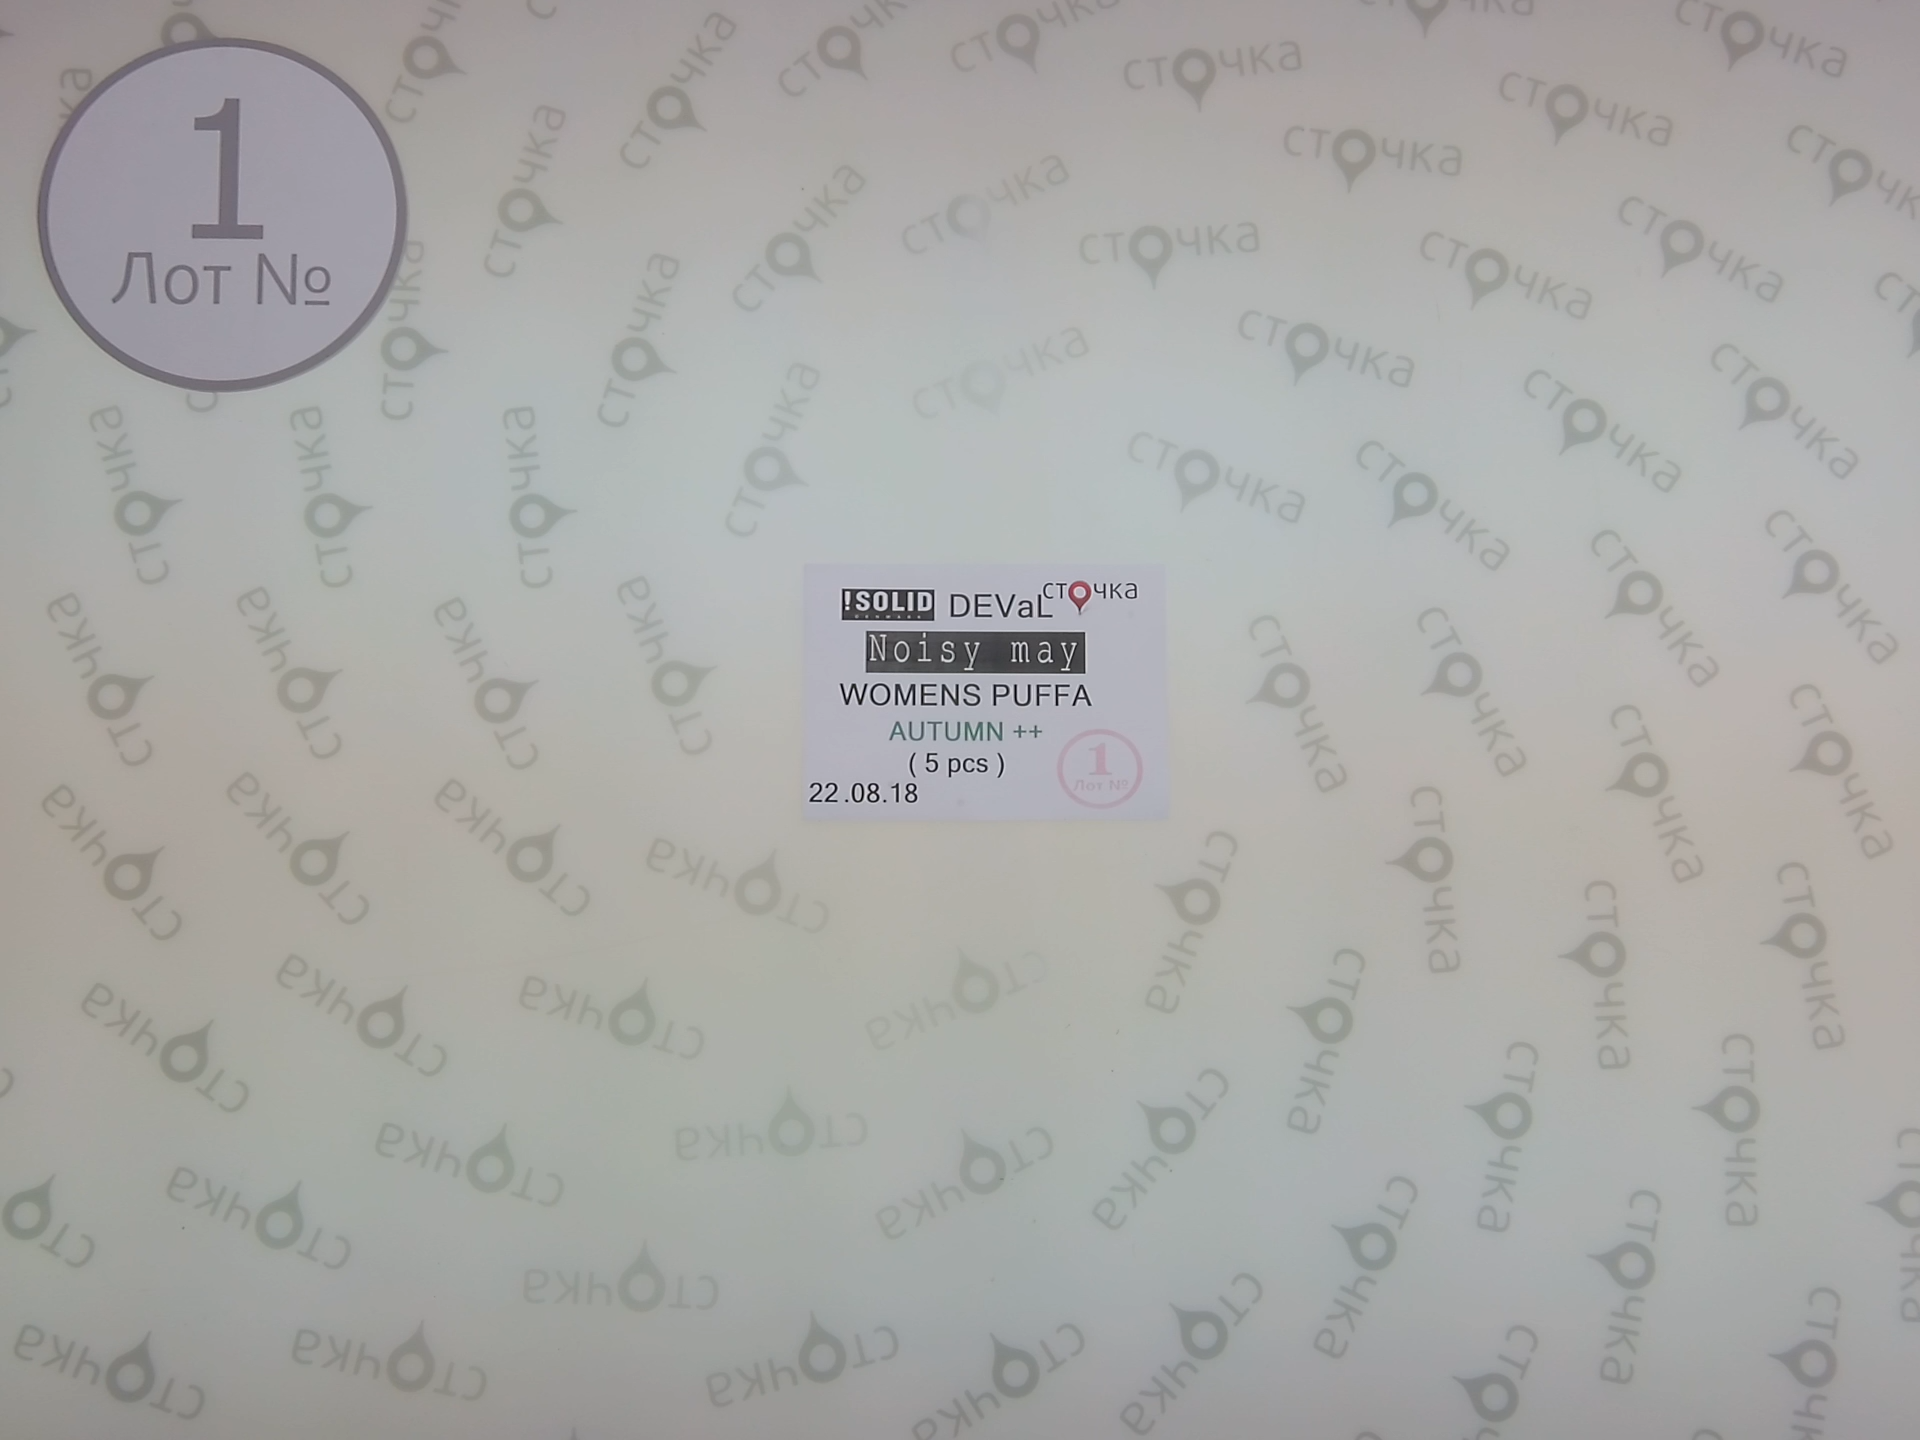 1
Лот №
!SOLID DEVaL сточка
Noisy may
WOMENS PUFFA
AUTUMN ++
( 5 pcs )
1
Лот №
22.08.18
сточка